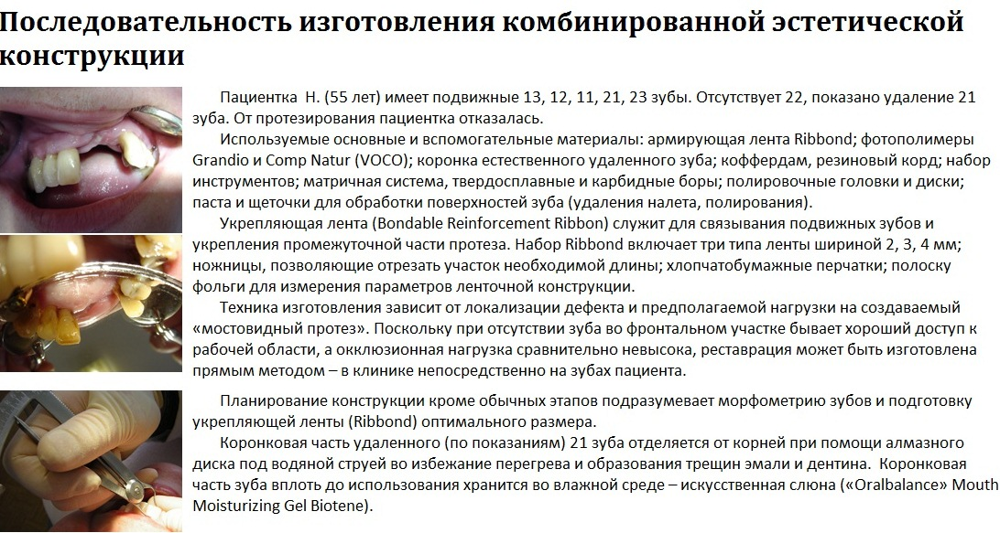 Последовательность изготовления комбинированной эстетической
конструкции
Пациентка Н. (55 лет) имеет подвижные 13, 12, 11, 21, 23 зубы. Отсутствует 22, показано удаление 21
зуба. От протезирования пациентка отказалась.
Используемые основные и вспомогательные материалы: армирующая лента Ribbond; фотополимеры
Grandio и Comp Natur (VOCO); коронка естественного удаленного зуба; коффердам, резиновый корд; набор
инструментов; матричная система, твердосплавные и карбидные боры; полировочные головки и диски;
паста и щеточки для обработки поверхностей зуба (удаления налета, полирования).
Укрепляющая лента (Bondable Reinforcement Ribbon) служит для связывания подвижных зубов и
укрепления промежуточной части протеза. Набор Ribbond включает три типа ленты шириной 2, 3, 4 мм;
ножницы, позволяющие отрезать участок необходимой длины; хлопчатобумажные перчатки; полоску
фольги для измерения параметров ленточной конструкции.
Техника изготовления зависит от локализации дефекта и предполагаемой нагрузки на создаваемый
«мостовидный протез». Поскольку при отсутствии зуба во фронтальном участке бывает хороший доступ к
рабочей области, а окклюзионная нагрузка сравнительно невысока, реставрация может быть изготовлена
прямым методом – в клинике непосредственно на зубах пациента.
Планирование конструкции кроме обычных этапов подразумевает морфометрию зубов и подготовку
укрепляющей ленты (Ribbond) оптимального размера.
Коронковая часть удаленного (по показаниям) 21 зуба отделяется от корней при помощи алмазного
диска под водяной струей во избежание перегрева и образования трещин эмали и дентина. Коронковая
часть зуба вплоть до использования хранится во влажной среде – искусственная слюна («Oralbalance» Mouth
Moisturizing Gel Biotene).